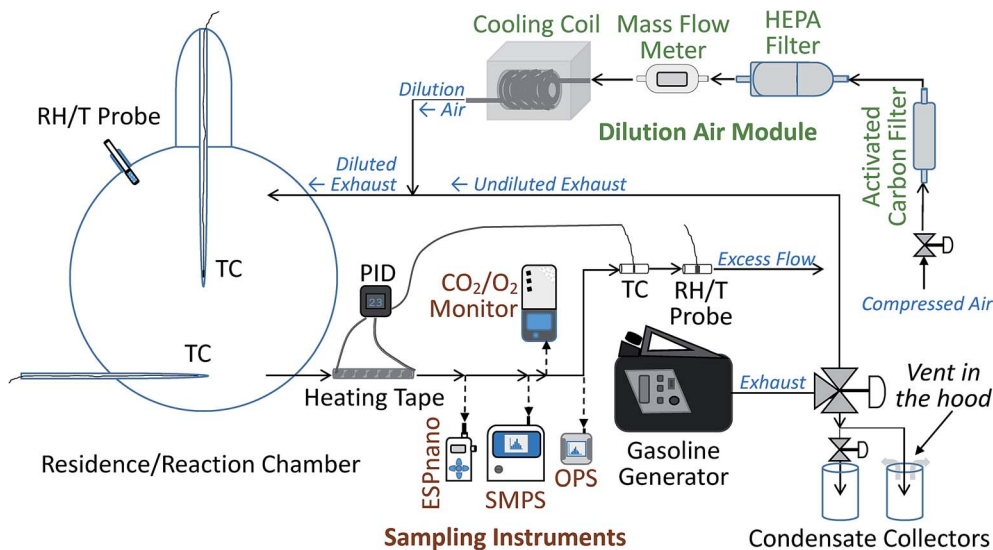 Cooling Coil
Mass Flow
Meter
HEPA
Filter
Dilution
← Air
Dilution Air Module
Activated
Carbon Filter
RH/T Probe
Diluted
← Exhaust
← Undiluted Exhaust
TC
PID
23
CO₂/O₂
Monitor
TC
RH/T
Probe
Excess Flow
Compressed Air
TC
Heating Tape
Exhaust
Vent in
the hood
Residence/Reaction Chamber
ESPnano
SMPS
OPS
Gasoline
Generator
Sampling Instruments
Condensate Collectors